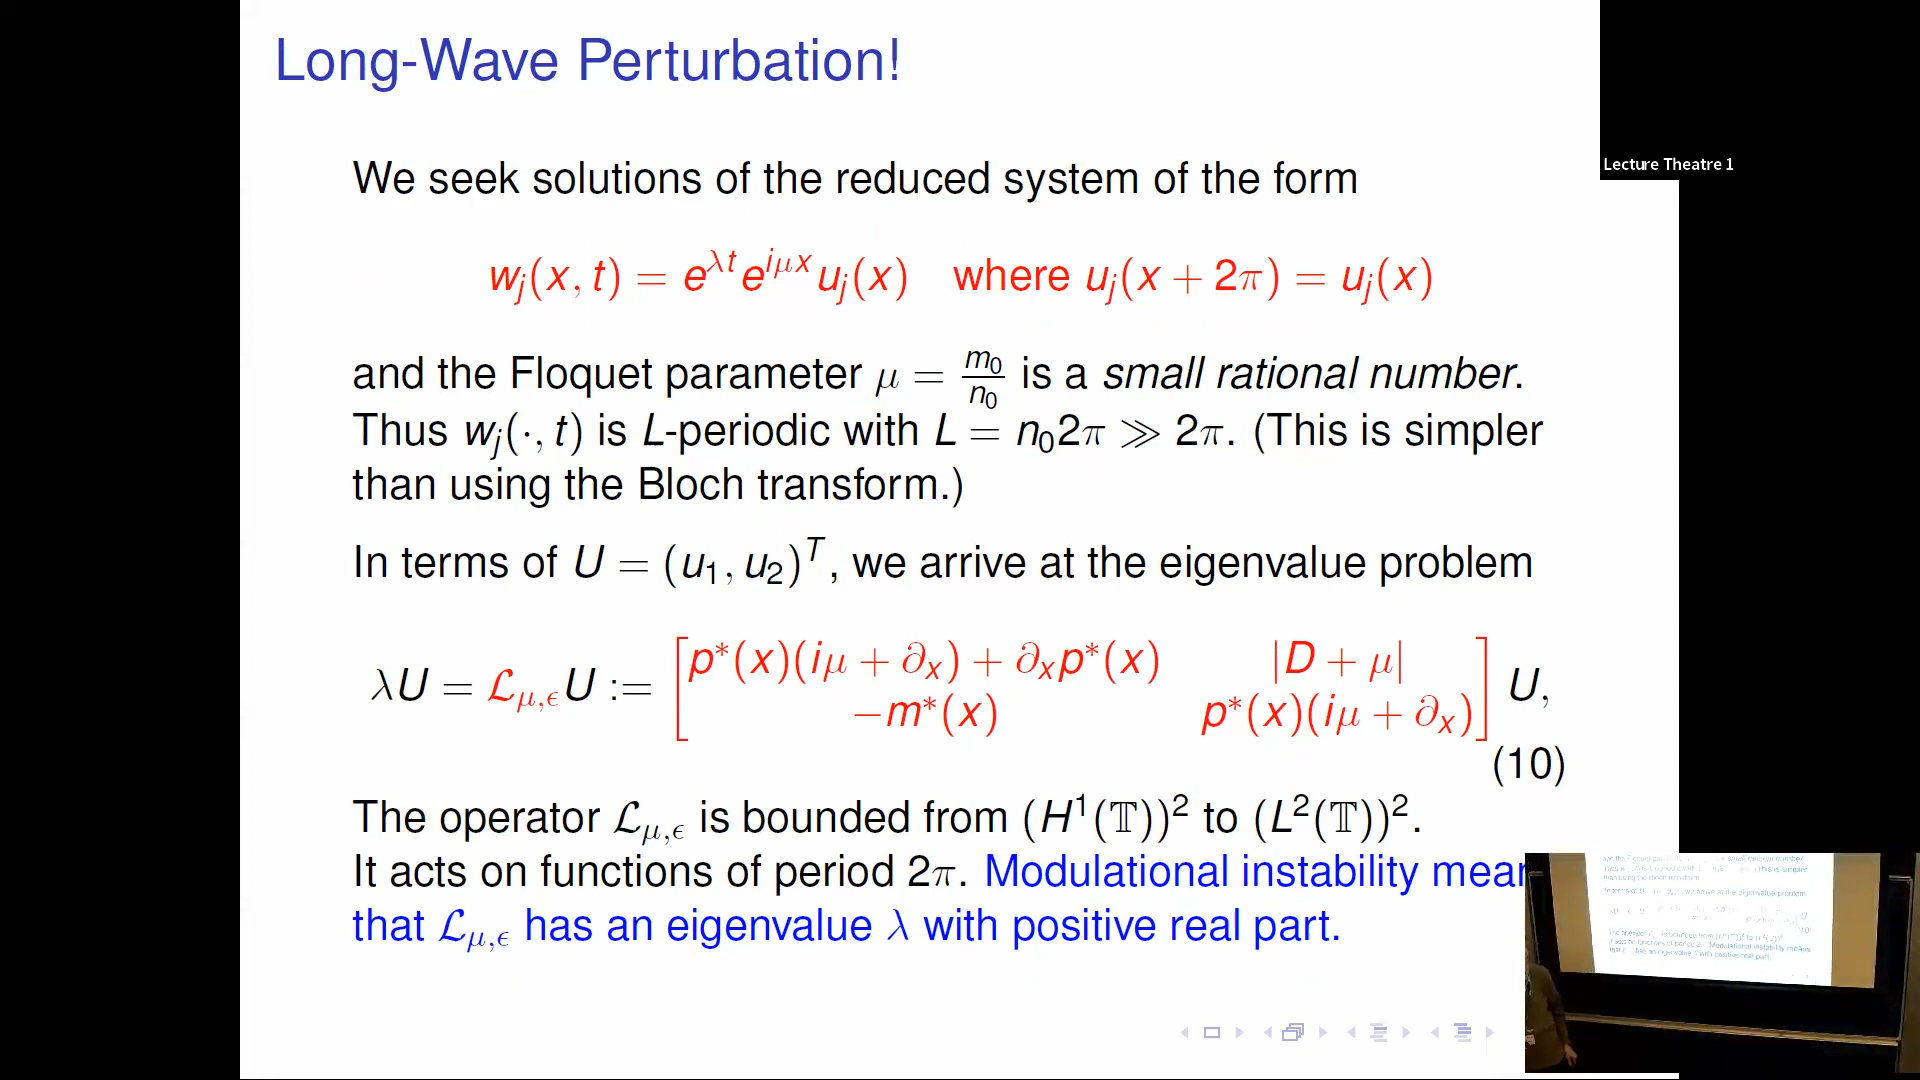 Long-Wave Perturbation!
Lecture Theatre 1
We seek solutions of the reduced system of the form
w_j(x, t) = e^{λt} e^{iμx} u_j(x)   where u_j(x + 2π) = u_j(x)
and the Floquet parameter μ = m_0/n_0 is a small rational number.
Thus w_j(·, t) is L-periodic with L = n_0 2π ≫ 2π. (This is simpler
than using the Bloch transform.)
In terms of U = (u_1, u_2)^T, we arrive at the eigenvalue problem
λU = ℒ_{μ,ϵ} U := [ p*(x)(iμ + ∂_x) + ∂_x p*(x)   |D + μ| ; −m*(x)   p*(x)(iμ + ∂_x) ] U,
(10)
The operator ℒ_{μ,ϵ} is bounded from (H^1(𝕋))^2 to (L^2(𝕋))^2.
It acts on functions of period 2π. Modulational instability mean
that ℒ_{μ,ϵ} has an eigenvalue λ with positive real part.